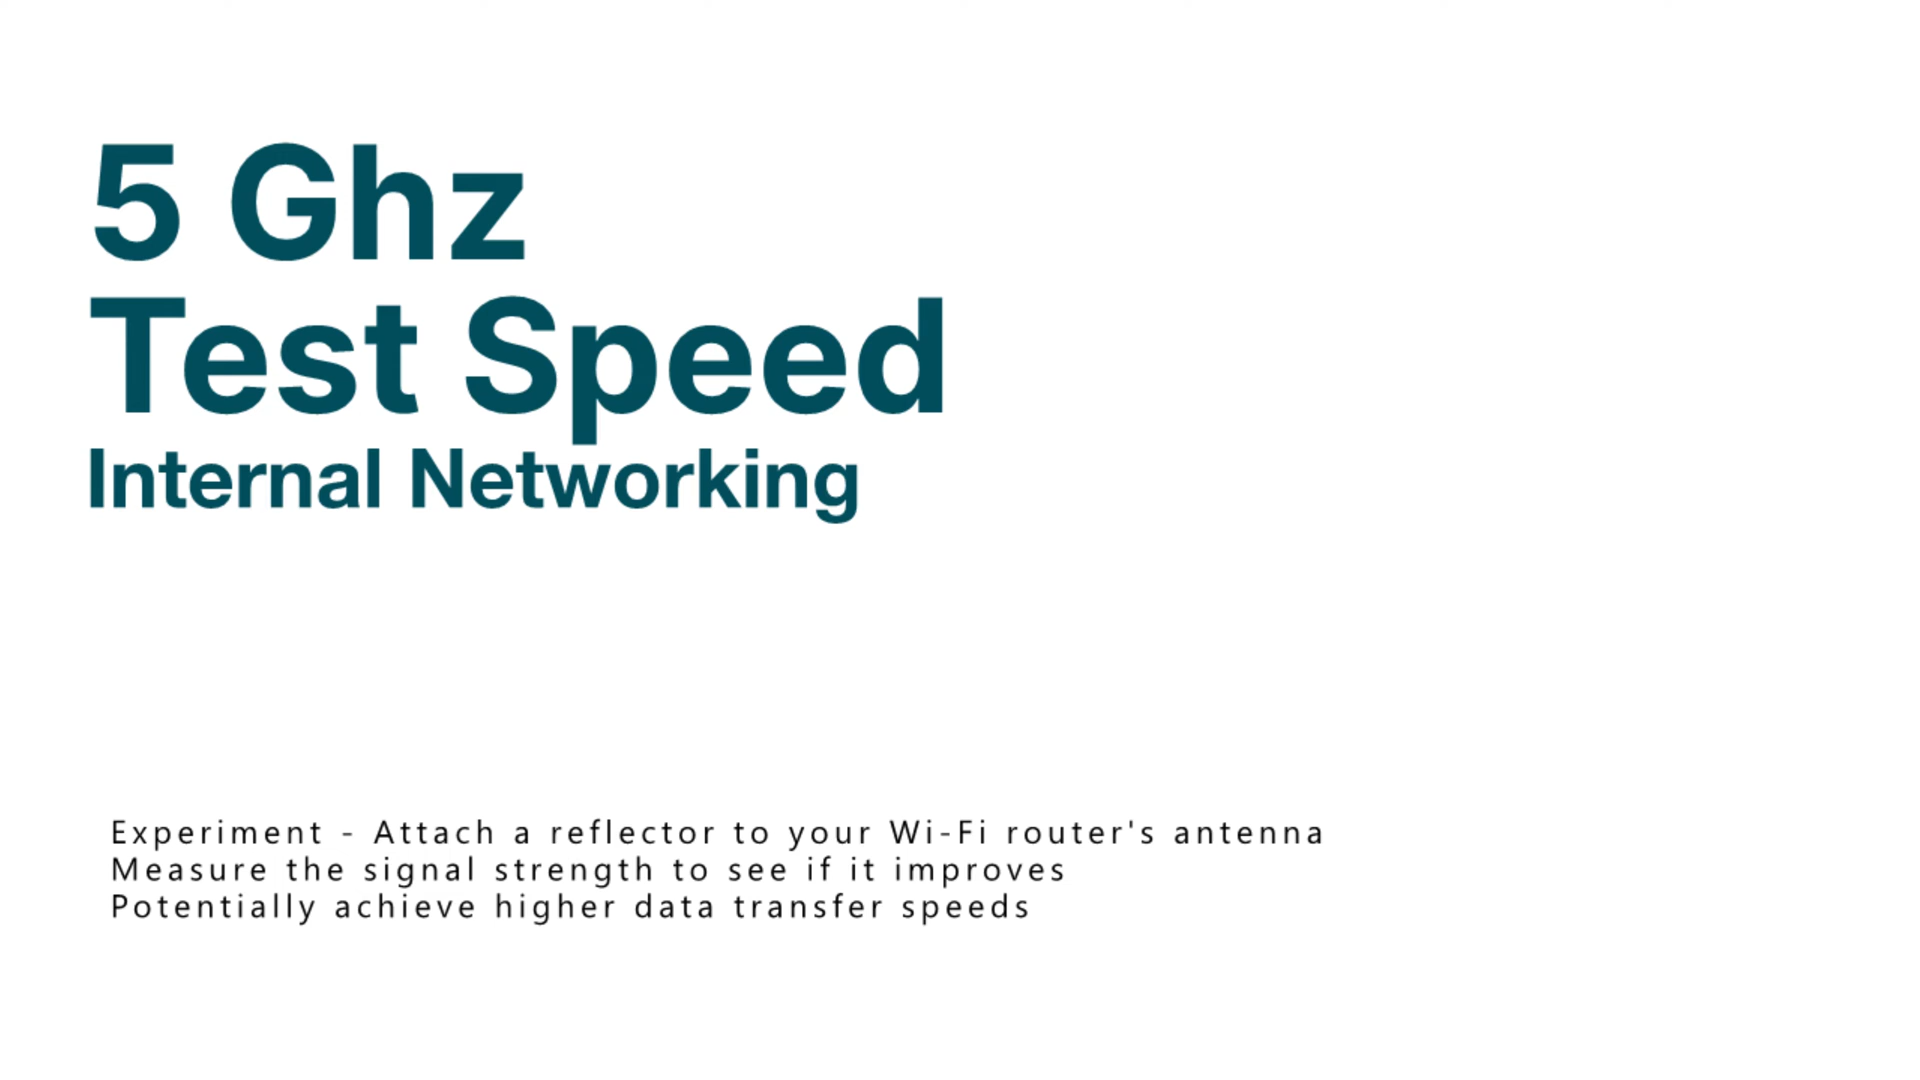 5 Ghz
Test Speed
Internal Networking
Experiment - Attach a reflector to your Wi-Fi router's antenna
Measure the signal strength to see if it improves
Potentially achieve higher data transfer speeds